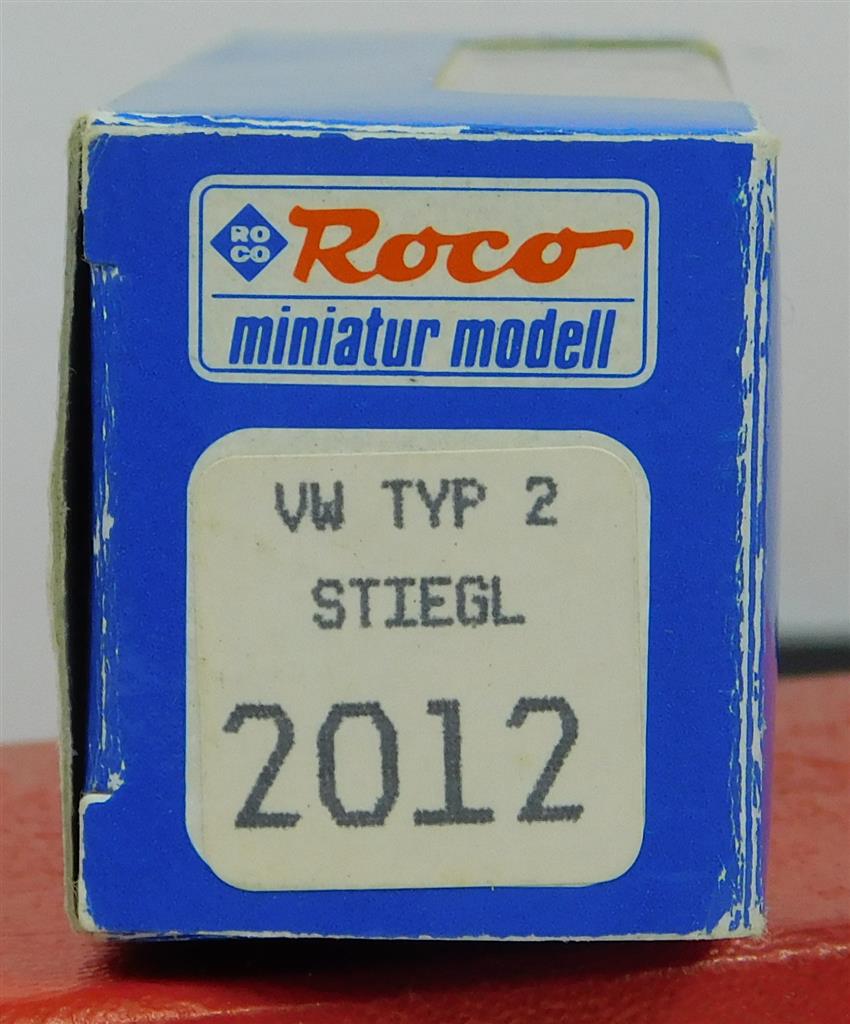 RO
CO
Roco
miniatur modell
VW TYP 2
STIEGL
2012